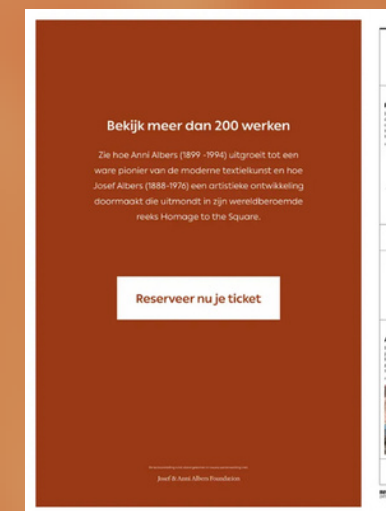 Bekijk meer dan 200 werken
Zie hoe Anni Albers (1899 -1994) uitgroeit tot een
ware pionier van de moderne textielkunst en hoe
Josef Albers (1888-1976) een artistieke ontwikkeling
doormaakt die uitmondt in zijn wereldberoemde
reeks Homage to the Square.
Reserveer nu je ticket
Josef & Anni Albers Foundation